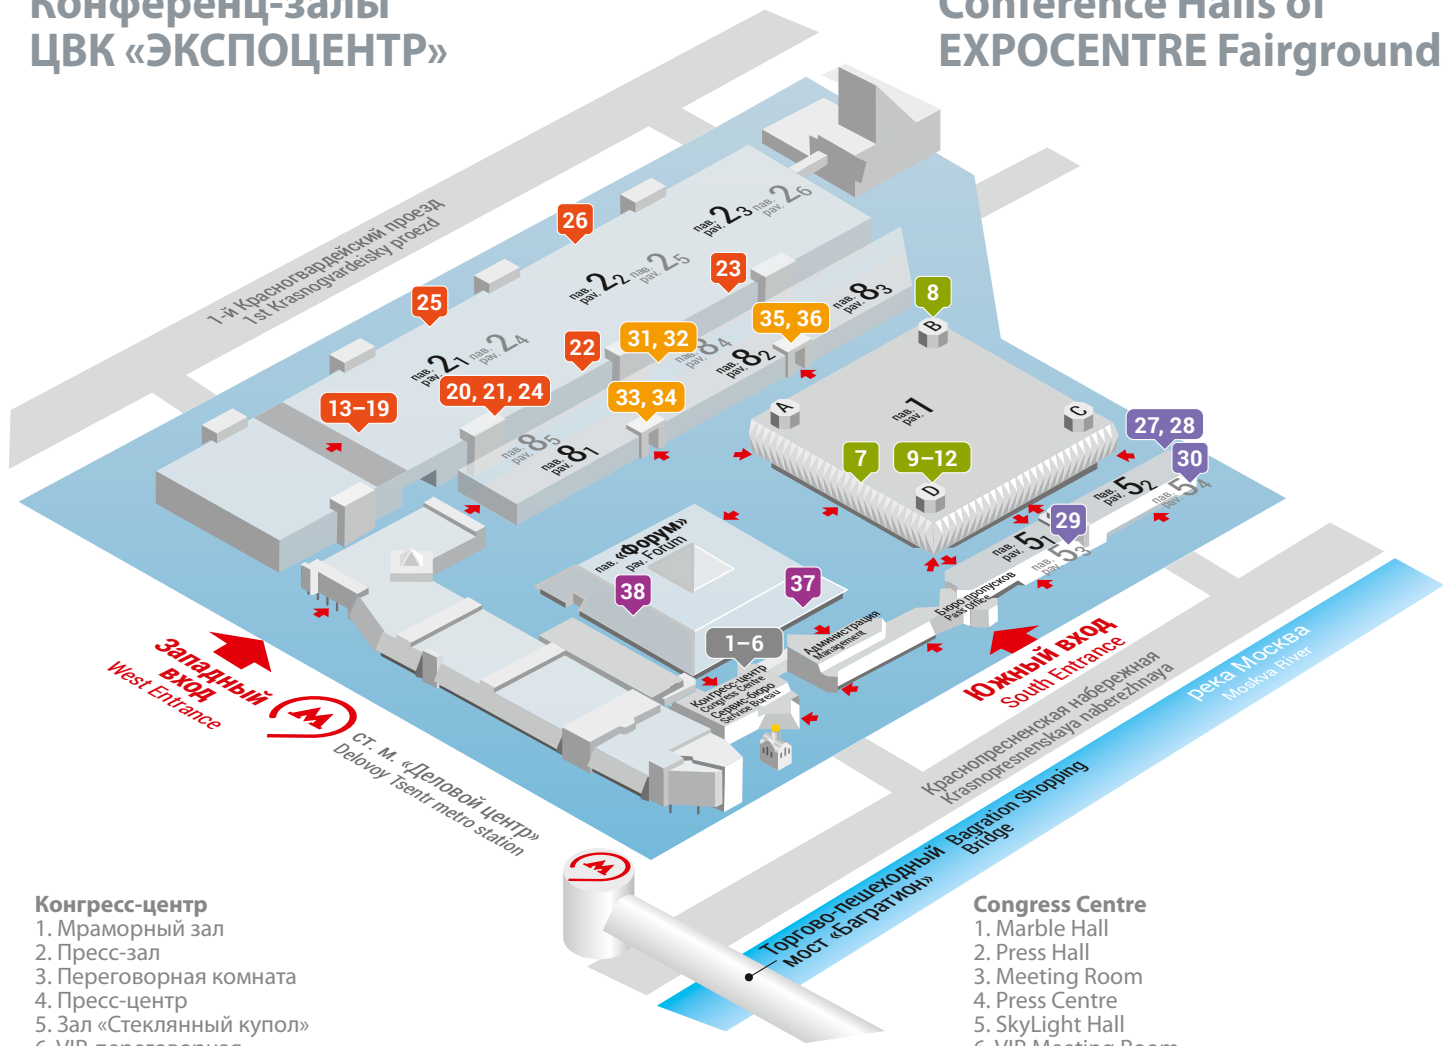 Конференц-залы
ЦВК «ЭКСПОЦЕНТР»
Conference Halls of
EXPOCENTRE Fairground
1-й Красногвардейский проезд
1st Krasnogvardeisky proezd
26
25
23
22
20, 21, 24
13–19
31, 32
35, 36
33, 34
8
7
9–12
27, 28
30
29
37
38
1–6
пав. 2₃
pav.
пав. 2₆
pav.
пав. 2₂
pav.
пав. 2₅
pav.
пав. 2₁
pav.
пав. 2₄
pav.
пав. 8₃
pav.
пав. 8₄
pav.
пав. 8₂
pav.
пав. 8₅
pav.
пав. 8₁
pav.
пав. 1
pav.
A
B
C
D
пав. 5₂
pav.
пав. 5₄
pav.
пав. 5₁
pav.
пав. 5₃
pav.
пав. «Форум»
pav. Forum
Бюро пропусков
Pass Office
Администрация
Management
Конгресс-центр
Congress Centre
Сервис-бюро
Service Bureau
Западный
вход
West Entrance
Южный вход
South Entrance
ст. м. «Деловой центр»
Delovoy Tsentr metro station
Краснопресненская набережная
Krasnopresnenskaya naberezhnaya
река Москва
Moskva River
Торгово-пешеходный
мост «Багратион»
Bagration Shopping
Bridge
Конгресс-центр
1. Мраморный зал
2. Пресс-зал
3. Переговорная комната
4. Пресс-центр
5. Зал «Стеклянный купол»
6. VIP-переговорная
Congress Centre
1. Marble Hall
2. Press Hall
3. Meeting Room
4. Press Centre
5. SkyLight Hall
6. VIP Meeting Room